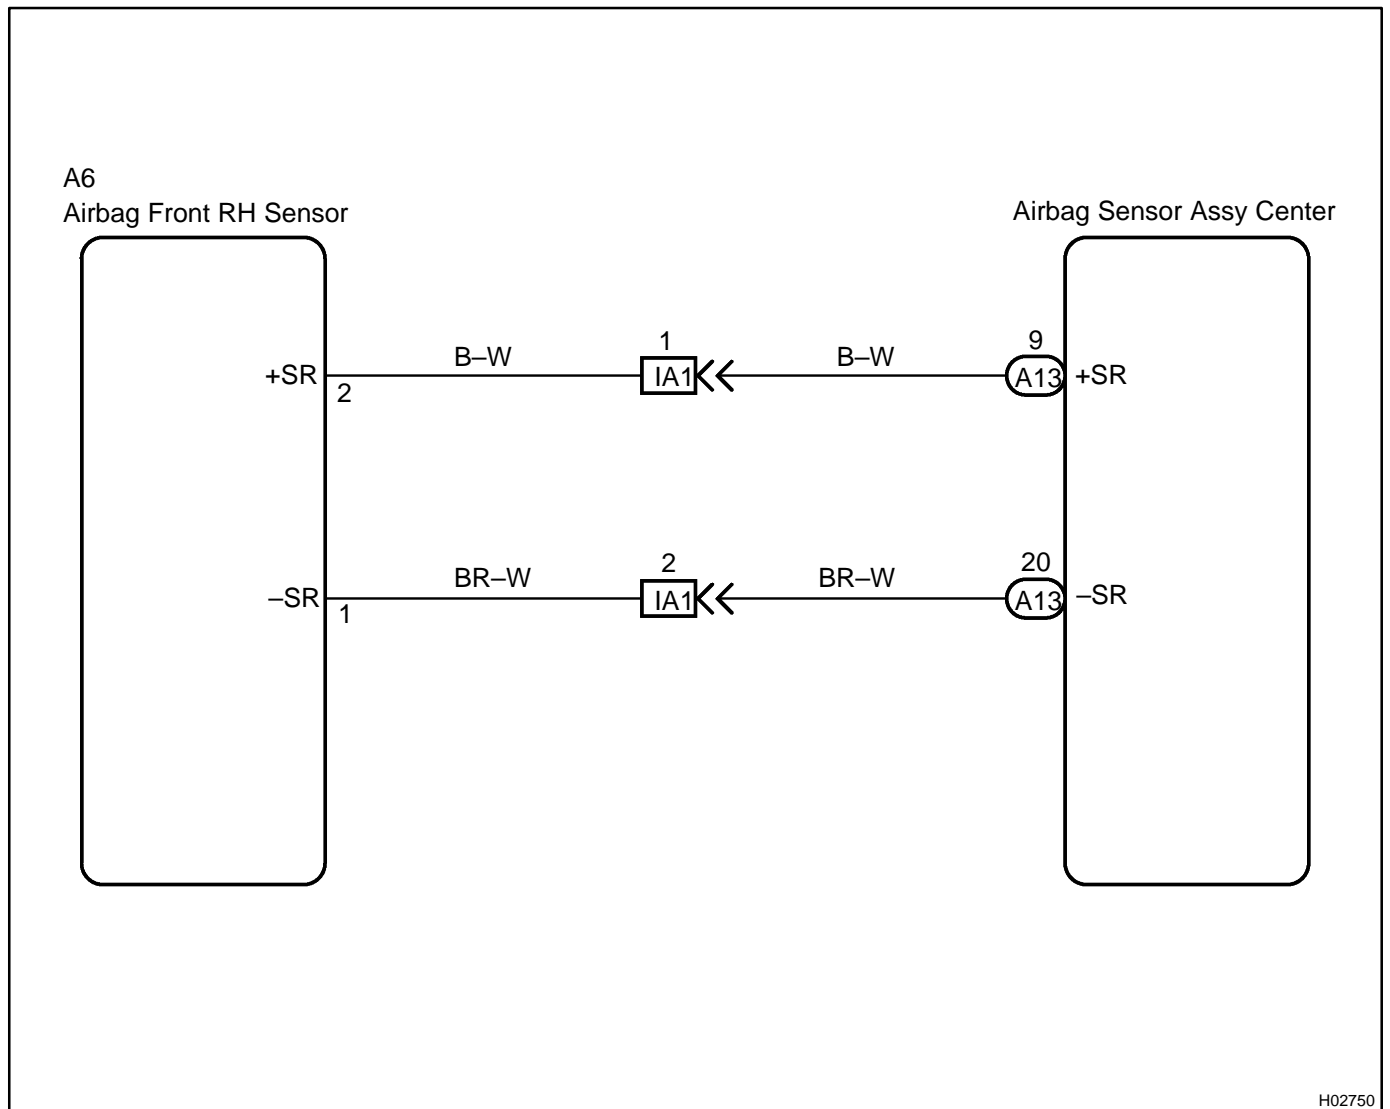 A6
Airbag Front RH Sensor
Airbag Sensor Assy Center
+SR
2
B–W
1
IA1
B–W
9
A13
+SR
–SR
1
BR–W
2
IA1
BR–W
20
A13
–SR
H02750